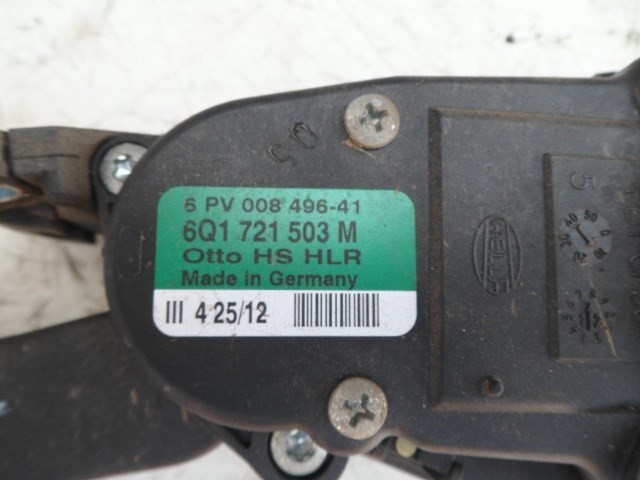 6 PV 008 496-41
6Q1 721 503 M
Otto HS HLR
Made in Germany
III 4 25/12
HELLA
5